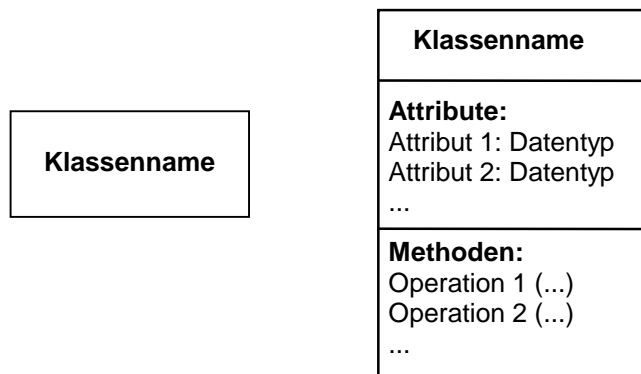 Klassenname
Klassenname
Attribute:
Attribut 1: Datentyp
Attribut 2: Datentyp
...
Methoden:
Operation 1 (...)
Operation 2 (...)
...